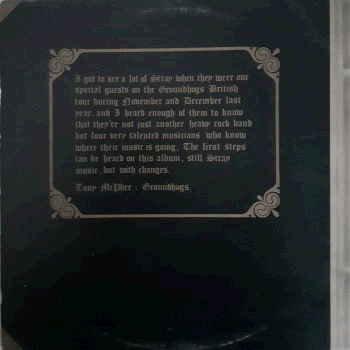 I got to see a lot of Stray when they were our
special guests on the Groundhogs British
tour during November and December last
year, and I heard enough of them to know
that they're not just another heavy rock band
but four very talented musicians who know
where their music is going. The first steps
can be heard on this album, still Stray
music, but with changes.
Tony McPhee : Groundhogs.